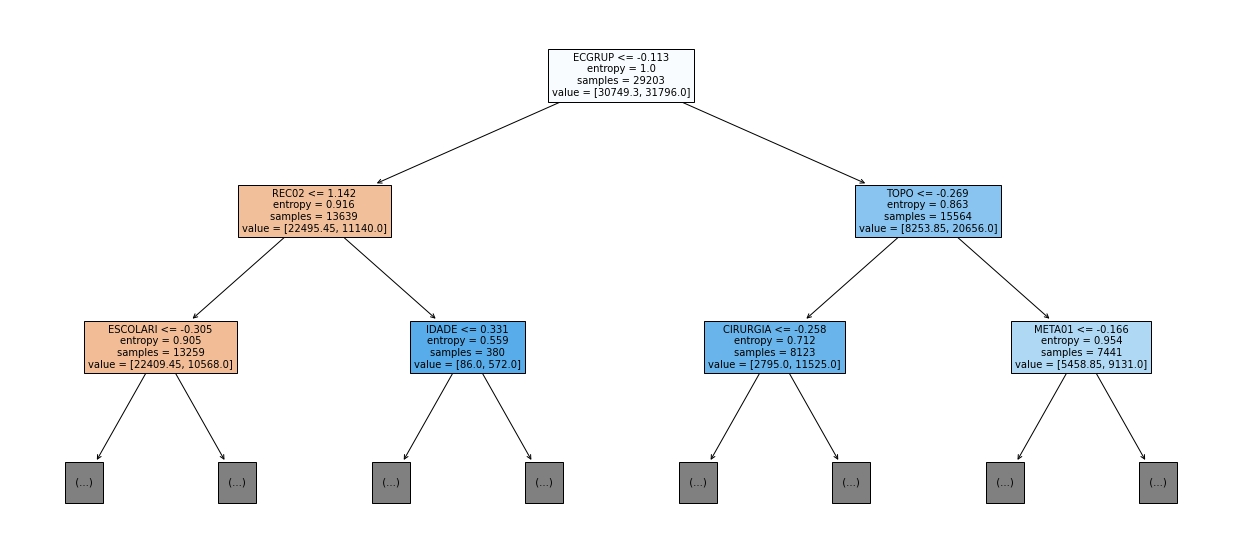 ECGRUP <= -0.113
entropy = 1.0
samples = 29203
value = [30749.3, 31796.0]
REC02 <= 1.142
entropy = 0.916
samples = 13639
value = [22495.45, 11140.0]
TOPO <= -0.269
entropy = 0.863
samples = 15564
value = [8253.85, 20656.0]
ESCOLARI <= -0.305
entropy = 0.905
samples = 13259
value = [22409.45, 10568.0]
IDADE <= 0.331
entropy = 0.559
samples = 380
value = [86.0, 572.0]
CIRURGIA <= -0.258
entropy = 0.712
samples = 8123
value = [2795.0, 11525.0]
META01 <= -0.166
entropy = 0.954
samples = 7441
value = [5458.85, 9131.0]
(...)
(...)
(...)
(...)
(...)
(...)
(...)
(...)